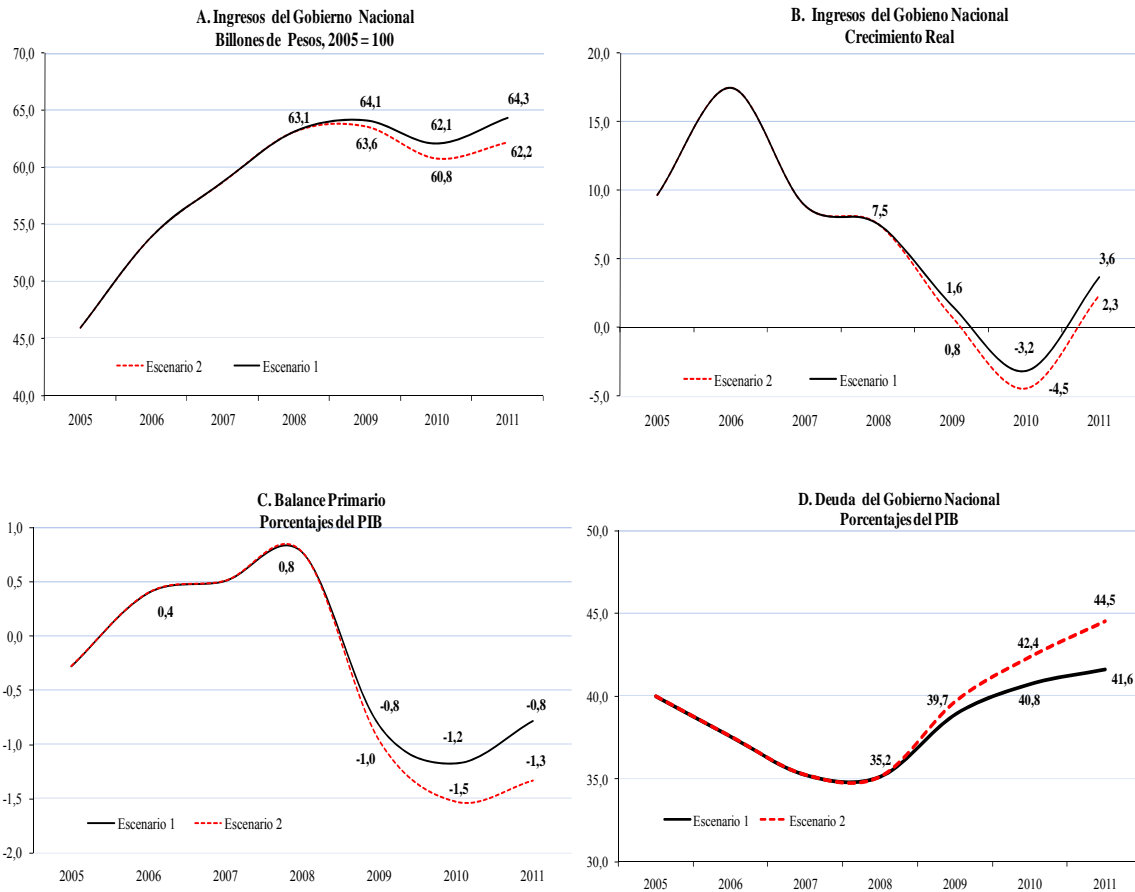 A. Ingresos del Gobierno Nacional
Billones de Pesos, 2005 = 100
70,0
65,0
60,0
55,0
50,0
45,0
40,0
63,1
64,1
62,1
64,3
63,6
60,8
62,2
Escenario 2
Escenario 1
2005 2006 2007 2008 2009 2010 2011
B. Ingresos del Gobieno Nacional
Crecimiento Real
20,0
15,0
10,0
5,0
0,0
-5,0
7,5
1,6
3,6
2,3
0,8
-3,2
-4,5
Escenario 2
Escenario 1
2005 2006 2007 2008 2009 2010 2011
C. Balance Primario
Porcentajes del PIB
1,0
0,5
0,0
-0,5
-1,0
-1,5
-2,0
0,4
0,8
-0,8
-1,2
-0,8
-1,0
-1,5
-1,3
Escenario 1
Escenario 2
2005 2006 2007 2008 2009 2010 2011
D. Deuda del Gobierno Nacional
Porcentajes del PIB
50,0
45,0
40,0
35,0
30,0
35,2
39,7
42,4
44,5
40,8
41,6
Escenario 1
Escenario 2
2005 2006 2007 2008 2009 2010 2011